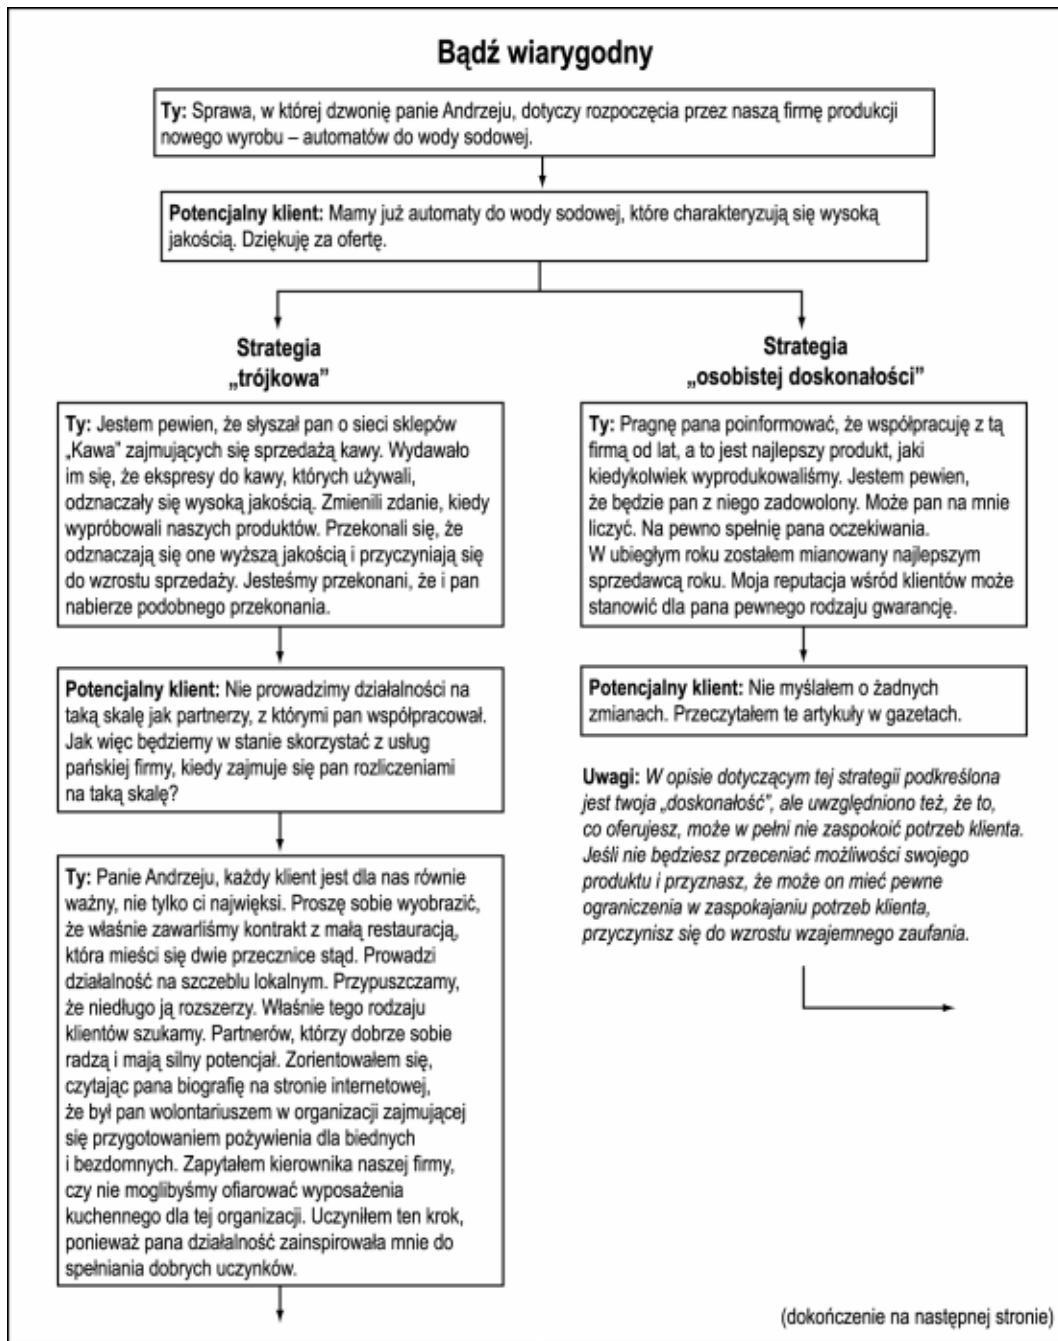 Bądź wiarygodny
Ty: Sprawa, w której dzwonię panie Andrzeju, dotyczy rozpoczęcia przez naszą firmę produkcji
nowego wyrobu – automatów do wody sodowej.
Potencjalny klient: Mamy już automaty do wody sodowej, które charakteryzują się wysoką
jakością. Dziękuję za ofertę.
Strategia
„trójkowa”
Ty: Jestem pewien, że słyszał pan o sieci sklepów
„Kawa” zajmujących się sprzedażą kawy. Wydawało
im się, że ekspresy do kawy, których używali,
odznaczały się wysoką jakością. Zmienili zdanie, kiedy
wypróbowali naszych produktów. Przekonali się, że
odznaczają się one wyższą jakością i przyczyniają się
do wzrostu sprzedaży. Jesteśmy przekonani, że i pan
nabierze podobnego przekonania.
Potencjalny klient: Nie prowadzimy działalności na
taką skalę jak partnerzy, z którymi pan współpracował.
Jak więc będziemy w stanie skorzystać z usług
pańskiej firmy, kiedy zajmuje się pan rozliczeniami
na taką skalę?
Ty: Panie Andrzeju, każdy klient jest dla nas równie
ważny, nie tylko ci najwięksi. Proszę sobie wyobrazić,
że właśnie zawarliśmy kontrakt z małą restauracją,
która mieści się dwie przecznice stąd. Prowadzi
działalność na szczeblu lokalnym. Przypuszczamy,
że niedługo ją rozszerzy. Właśnie tego rodzaju
klientów szukamy. Partnerów, którzy dobrze sobie
radzą i mają silny potencjał. Zorientowałem się,
czytając pana biografię na stronie internetowej,
że był pan wolontariuszem w organizacji zajmującej
się przygotowaniem pożywienia dla biednych
i bezdomnych. Zapytałem kierownika naszej firmy,
czy nie moglibyśmy ofiarować wyposażenia
kuchennego dla tej organizacji. Uczyniłem ten krok,
ponieważ pana działalność zainspirowała mnie do
spełniania dobrych uczynków.
Strategia
„osobistej doskonałości”
Ty: Pragnę pana poinformować, że współpracuję z tą
firmą od lat, a to jest najlepszy produkt, jaki
kiedykolwiek wyprodukowaliśmy. Jestem pewien,
że będzie pan z niego zadowolony. Może pan na mnie
liczyć. Na pewno spełnię pana oczekiwania.
W ubiegłym roku zostałem mianowany najlepszym
sprzedawcą roku. Moja reputacja wśród klientów może
stanowić dla pana pewnego rodzaju gwarancję.
Potencjalny klient: Nie myślałem o żadnych
zmianach. Przeczytałem te artykuły w gazetach.
Uwagi: W opisie dotyczącym tej strategii podkreślona
jest twoja „doskonałość”, ale uwzględniono też, że to,
co oferujesz, może w pełni nie zaspokoić potrzeb klienta.
Jeśli nie będziesz przeceniać możliwości swojego
produktu i przyznasz, że może on mieć pewne
ograniczenia w zaspokajaniu potrzeb klienta,
przyczynisz się do wzrostu wzajemnego zaufania.
(dokończenie na następnej stronie)